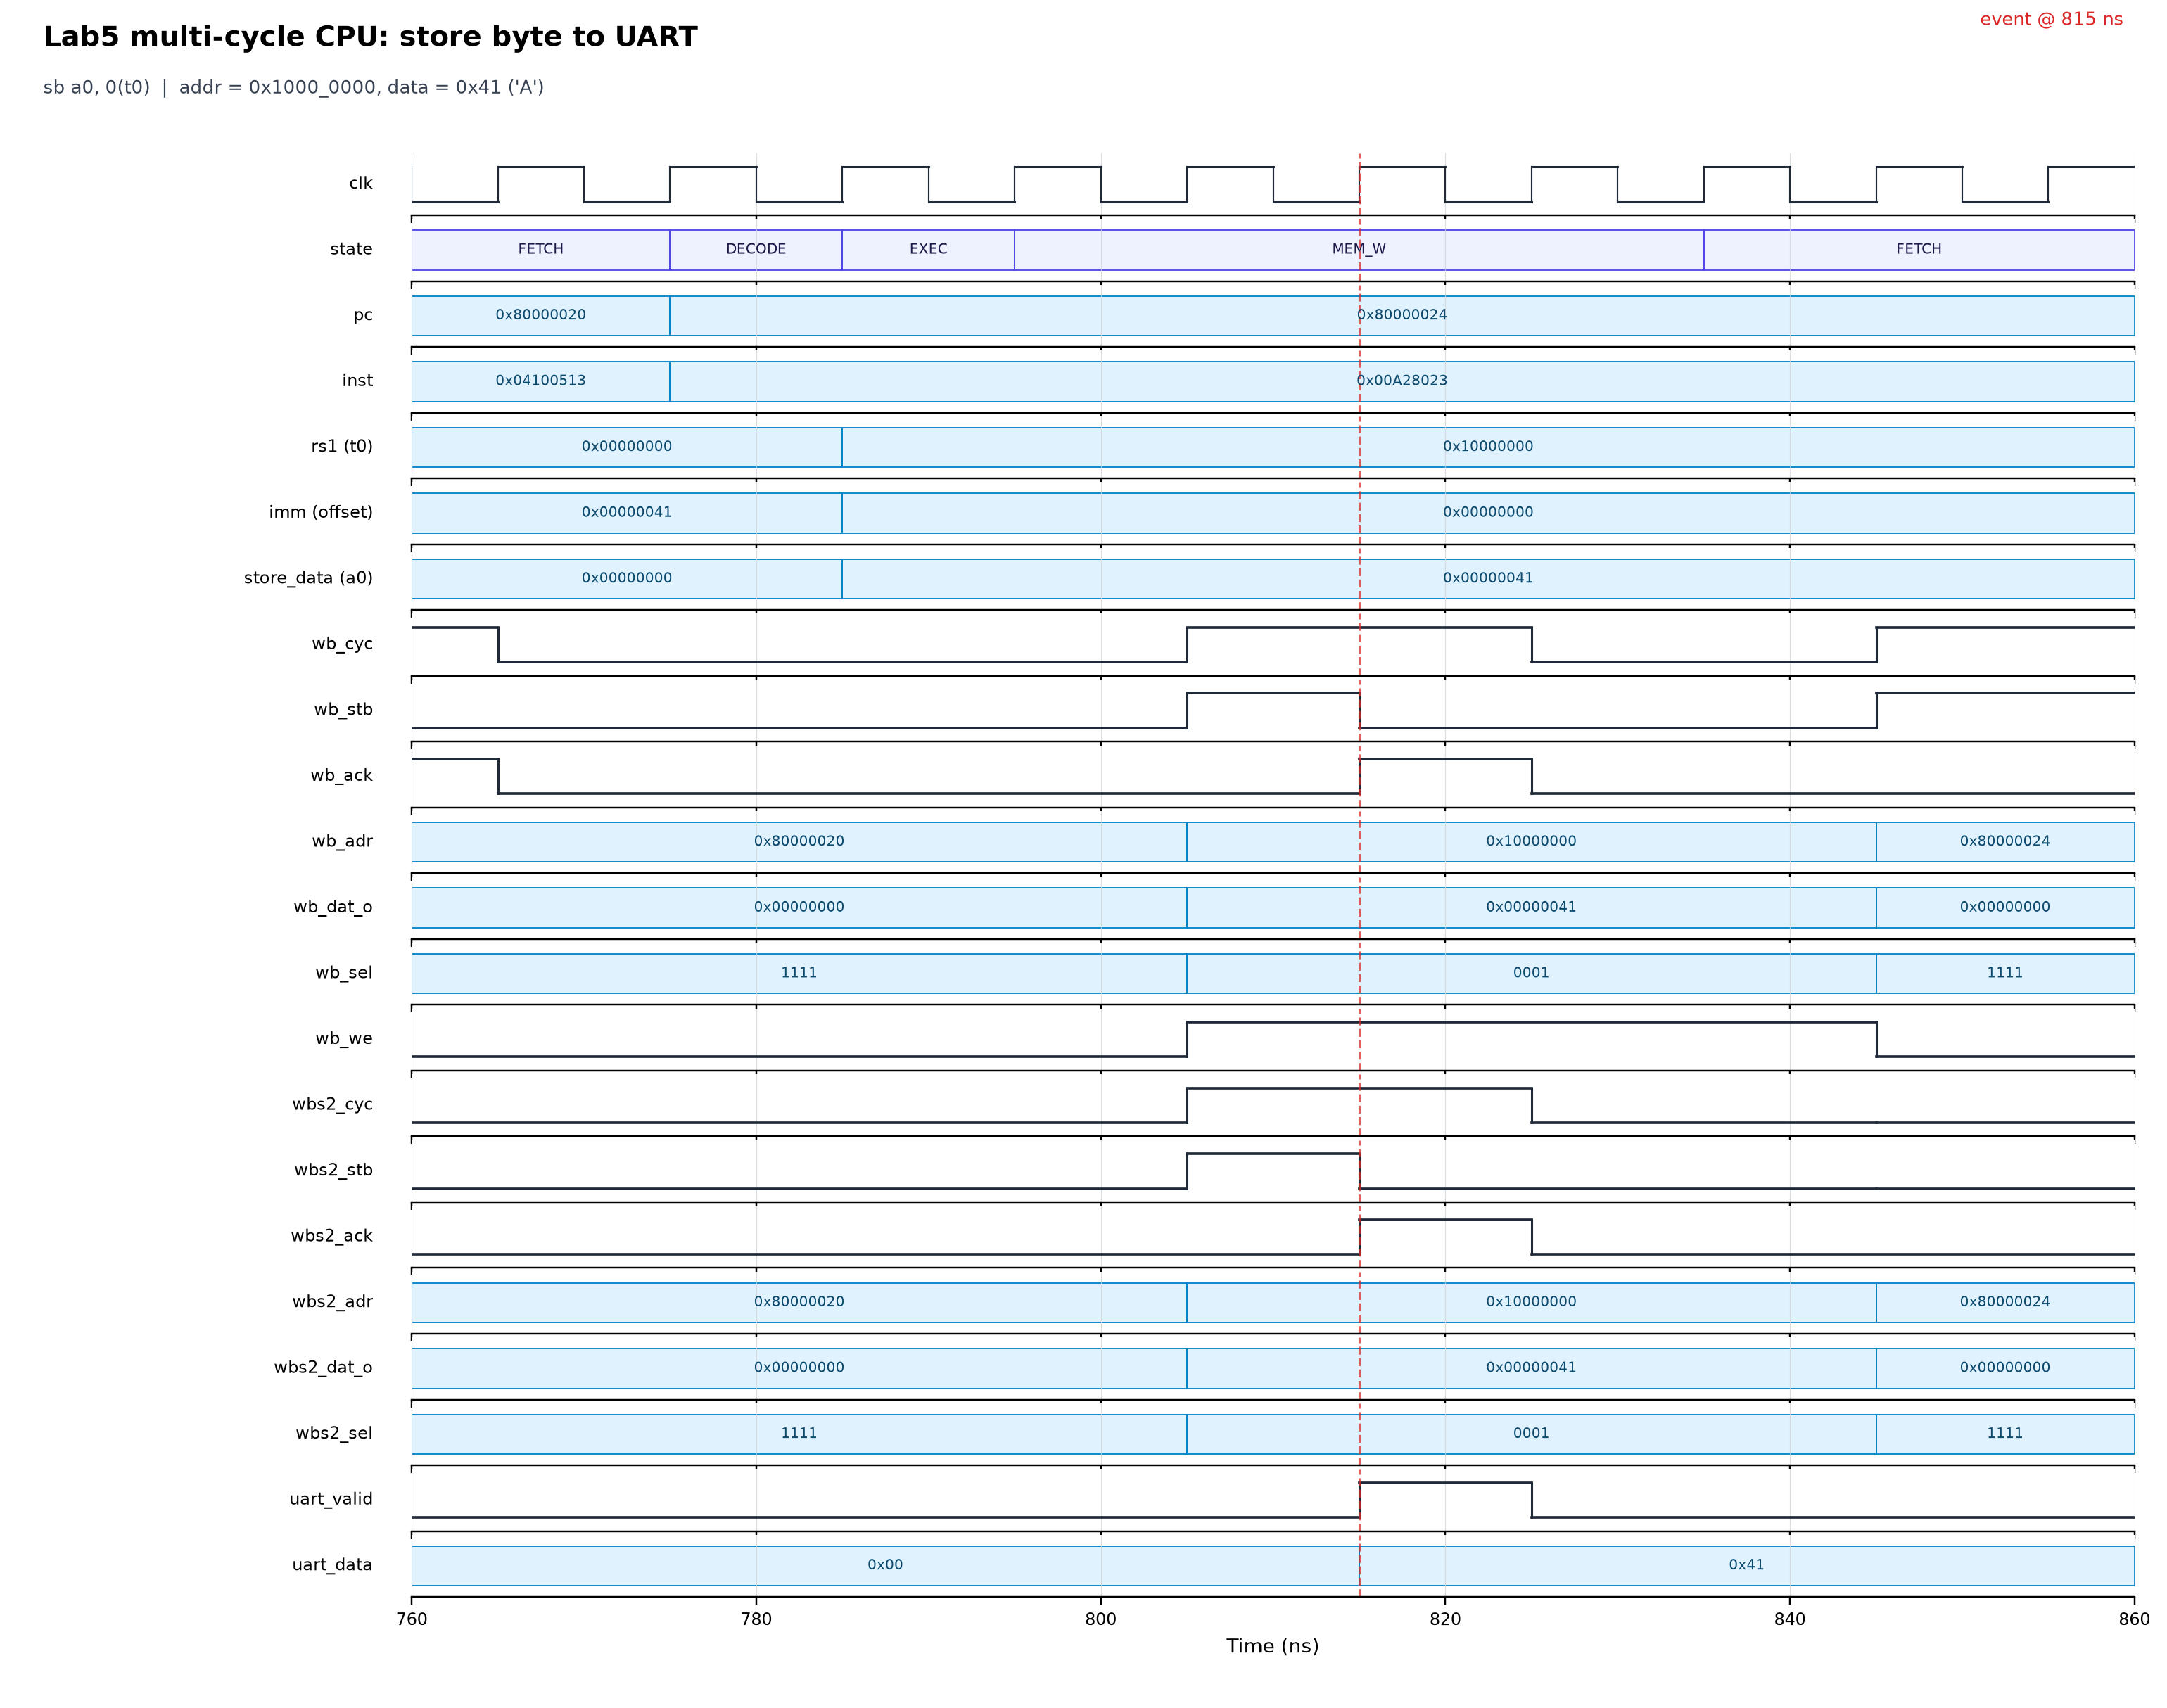 event @ 815 ns
Lab5 multi-cycle CPU: store byte to UART
sb a0, 0(t0) | addr = 0x1000_0000, data = 0x41 ('A')
clk
state FETCH DECODE EXEC MEM_W FETCH
pc 0x80000020 0x80000024
inst 0x04100513 0x00A28023
rs1 (t0) 0x00000000 0x10000000
imm (offset) 0x00000041 0x00000000
store_data (a0) 0x00000000 0x00000041
wb_cyc
wb_stb
wb_ack
wb_adr 0x80000020 0x10000000 0x80000024
wb_dat_o 0x00000000 0x00000041 0x00000000
wb_sel 1111 0001 1111
wb_we
wbs2_cyc
wbs2_stb
wbs2_ack
wbs2_adr 0x80000020 0x10000000 0x80000024
wbs2_dat_o 0x00000000 0x00000041 0x00000000
wbs2_sel 1111 0001 1111
uart_valid
uart_data 0x00 0x41
760 780 800 820 840 860
Time (ns)